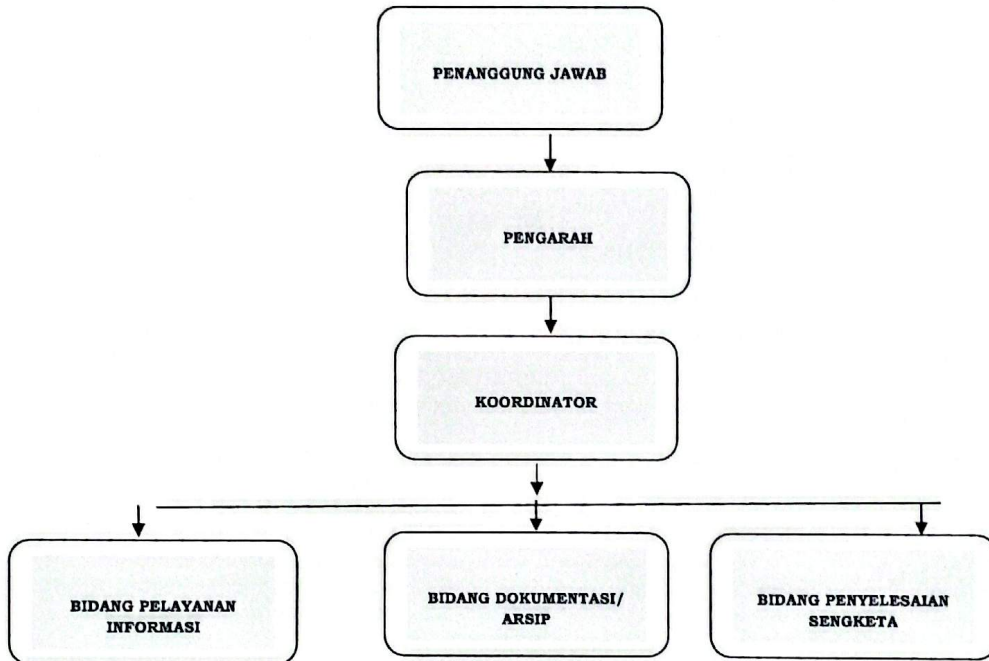 PENANGGUNG JAWAB
PENGARAH
KOORDINATOR
BIDANG PELAYANAN
INFORMASI
BIDANG DOKUMENTASI/
ARSIP
BIDANG PENYELESAIAN
SENGKETA